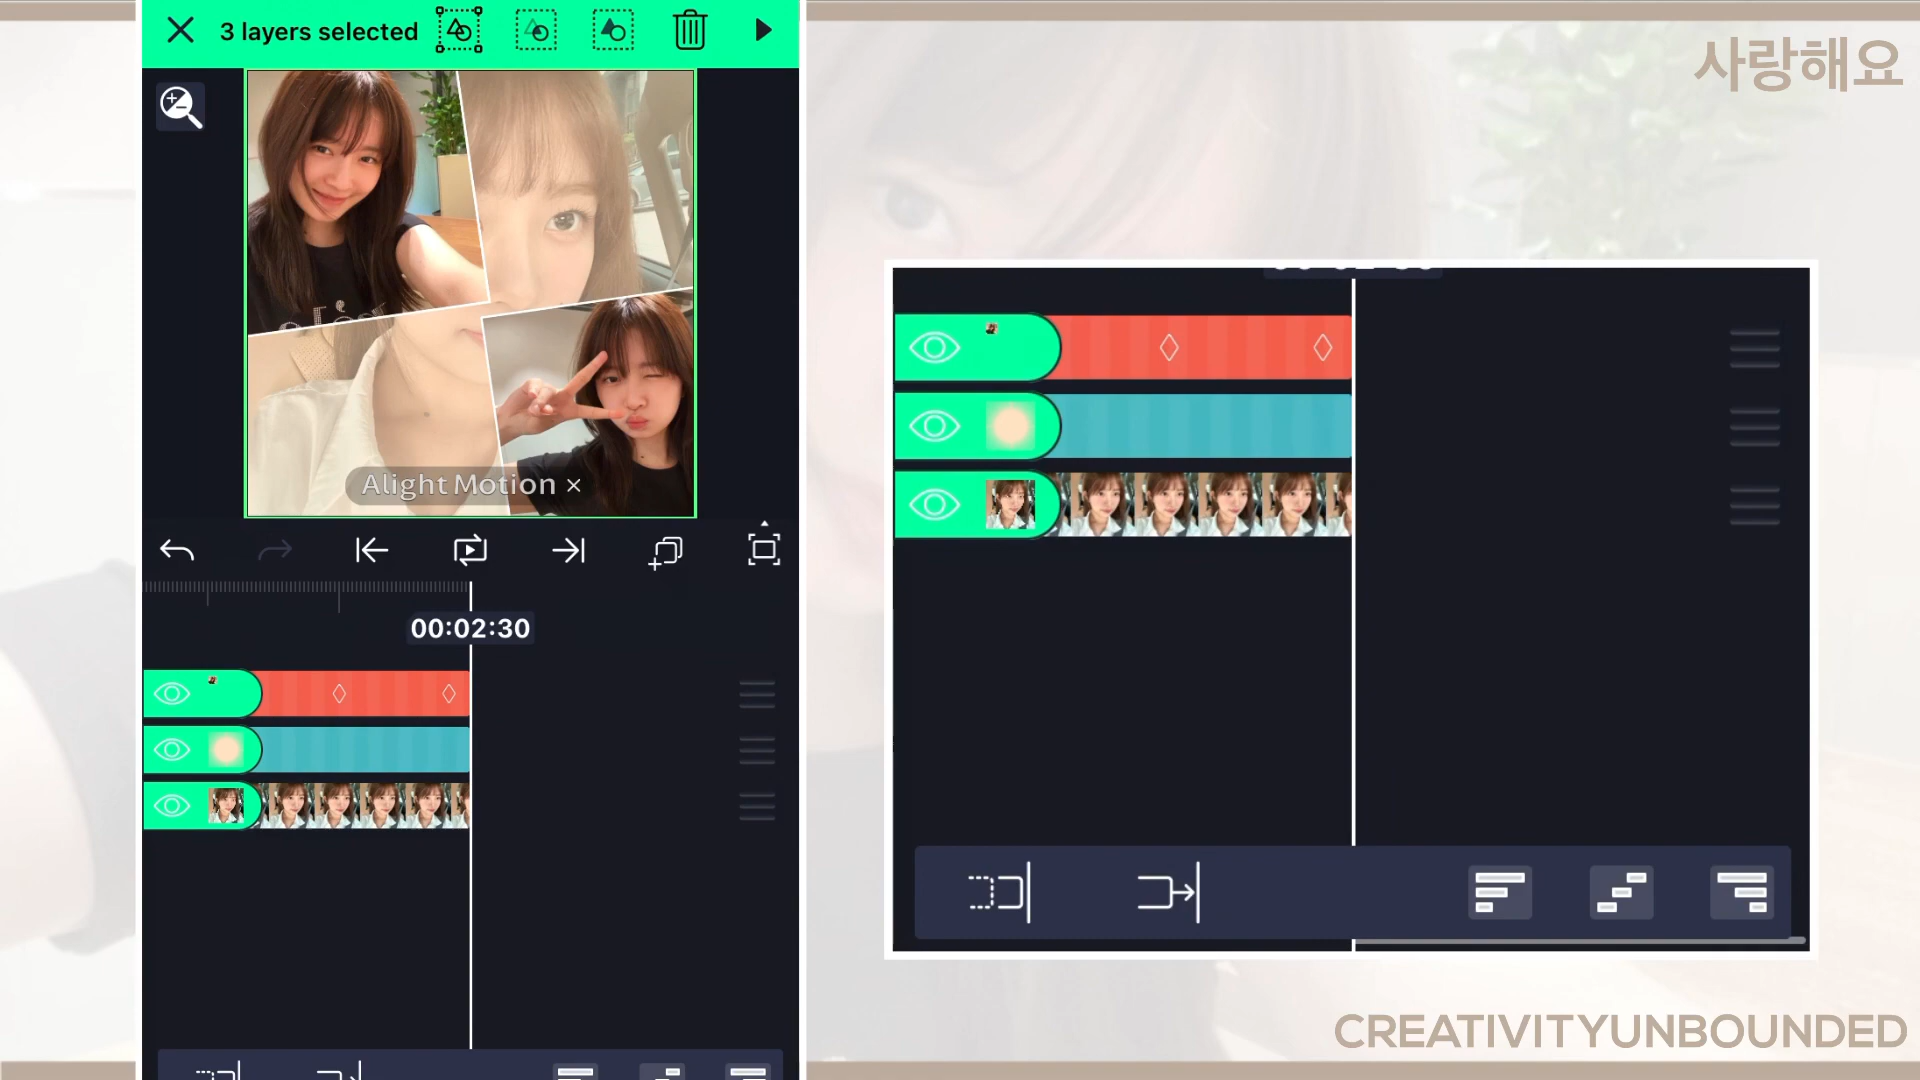 3 layers selected
사랑해요
Alight Motion ×
00:02:30
CREATIVITYUNBOUNDED